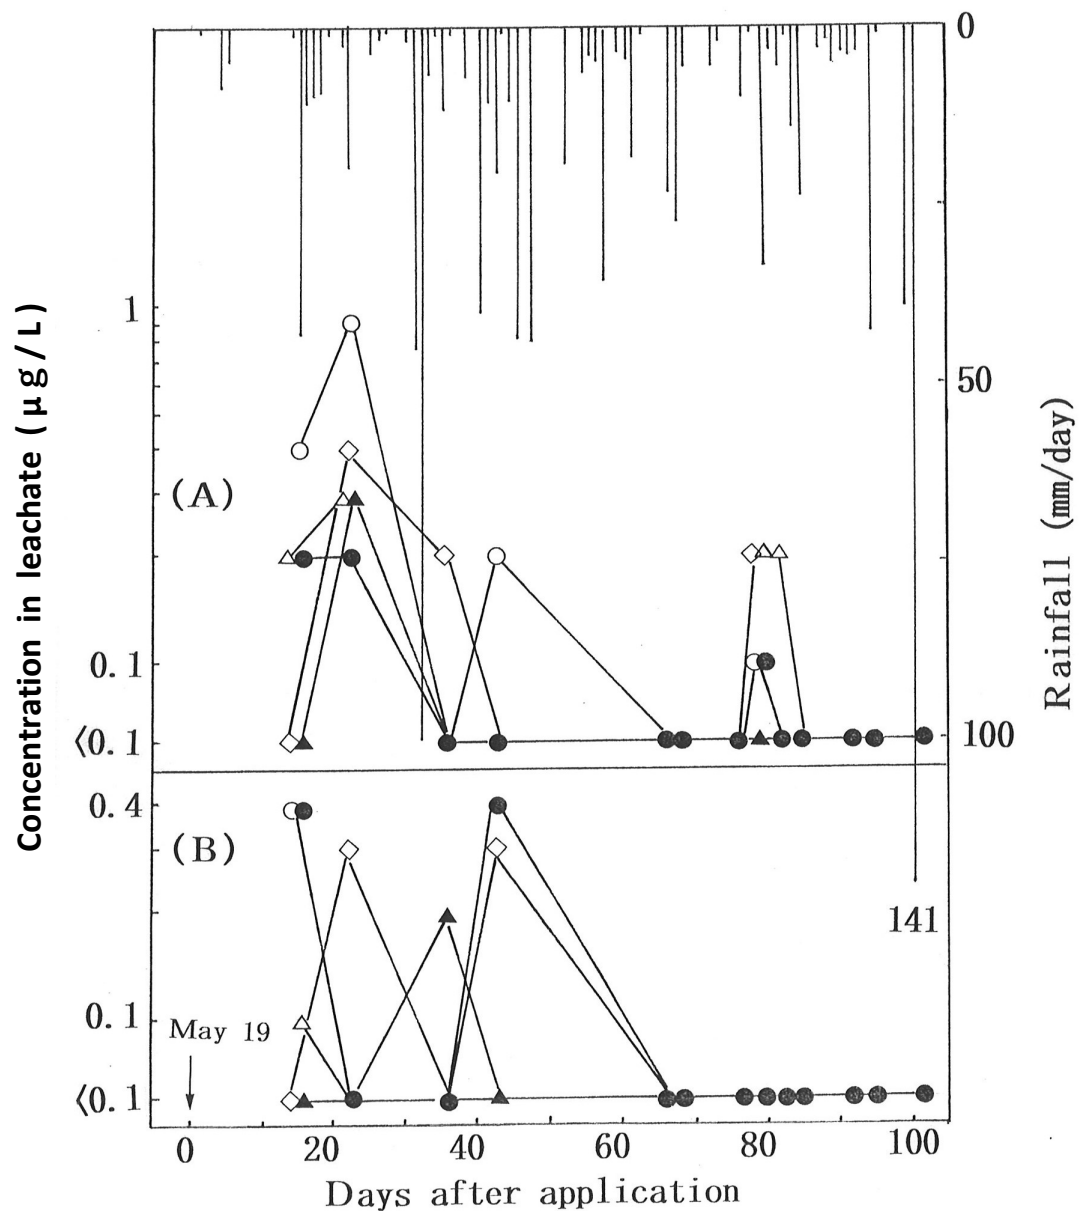 0
1
50
(A)
0.1
<0.1
100
0.4
(B)
141
0.1
May 19
<0.1
0 20 40 60 80 100
Days after application
Concentration in leachate (μg/L)
Rainfall (mm/day)